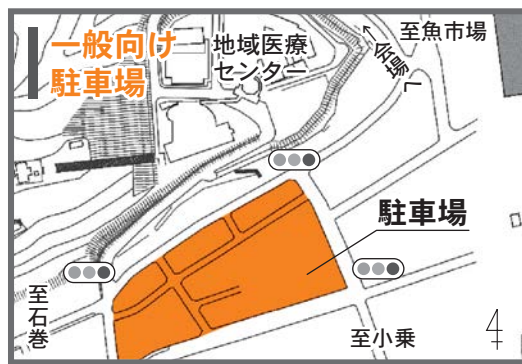 一般向け
駐車場
地域医療
センター
至魚市場
会場へ
駐車場
至石巻
至小乗